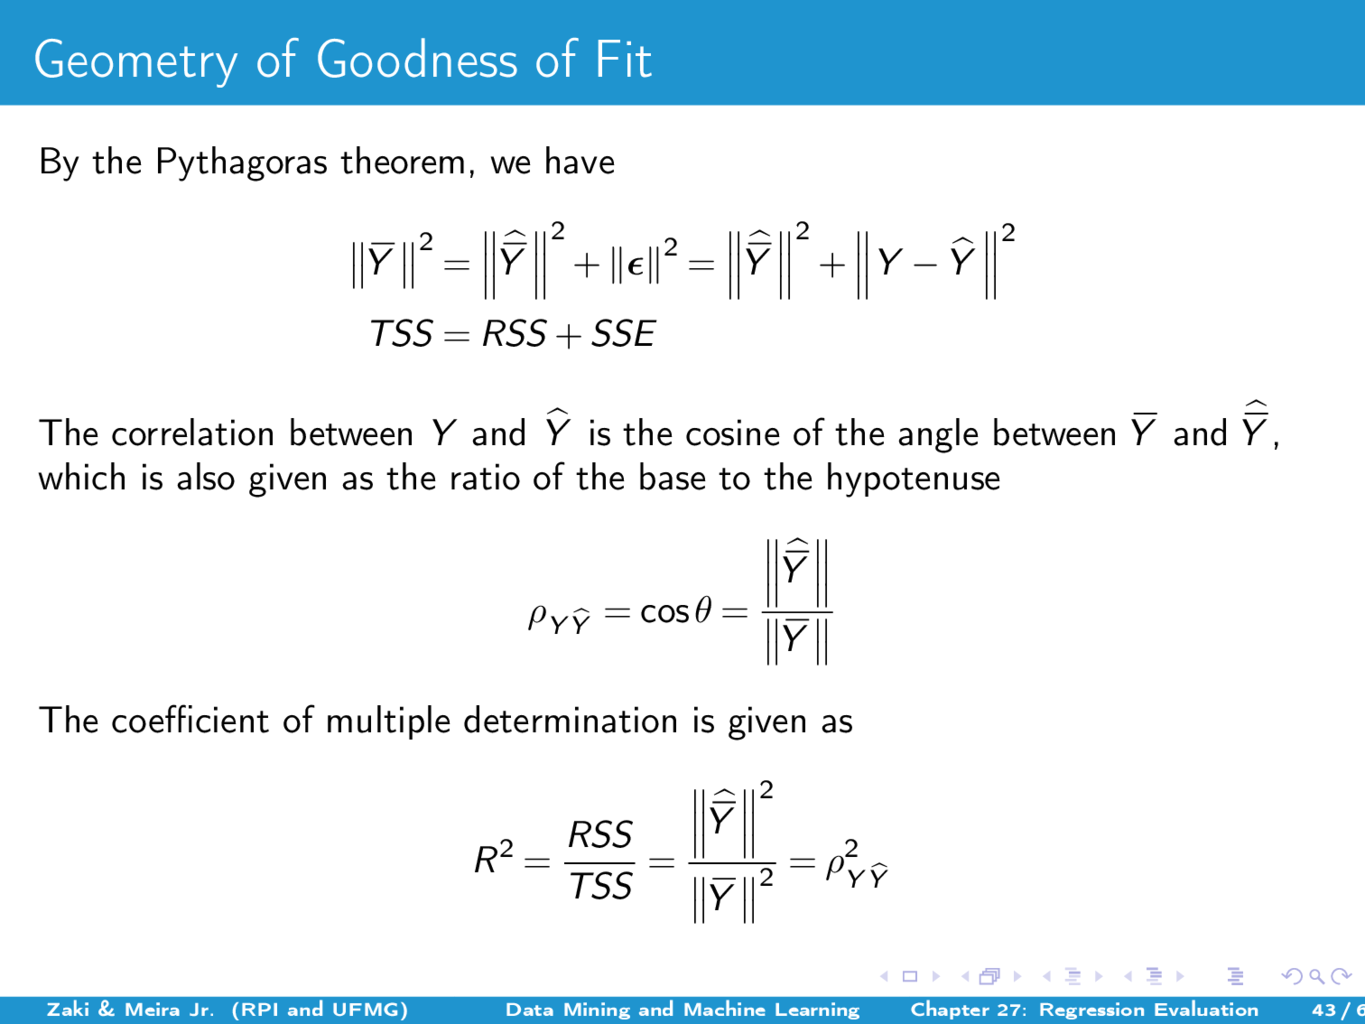 Geometry of Goodness of Fit
By the Pythagoras theorem, we have
‖Y̅‖² = ‖Y̅̂‖² + ‖ϵ‖² = ‖Y̅̂‖² + ‖Y − Ŷ‖²
TSS = RSS + SSE
The correlation between Y and Ŷ is the cosine of the angle between Y̅ and Y̅̂,
which is also given as the ratio of the base to the hypotenuse
ρ_{YŶ} = cos θ = ‖Y̅̂‖ / ‖Y̅‖
The coefficient of multiple determination is given as
R² = RSS / TSS = ‖Y̅̂‖² / ‖Y̅‖² = ρ²_{YŶ}
Zaki & Meira Jr. (RPI and UFMG) Data Mining and Machine Learning Chapter 27: Regression Evaluation 43 / 6